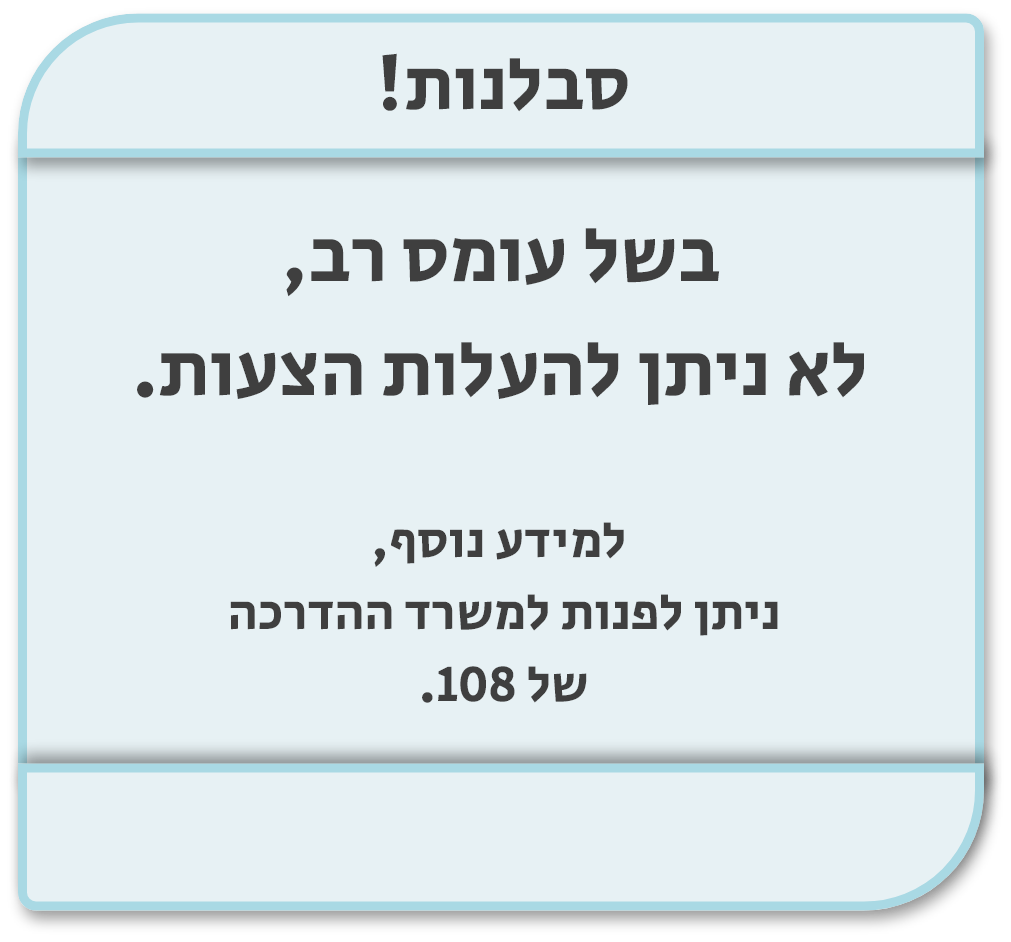 סבלנות!
בשל עומס רב,
לא ניתן להעלות הצעות.
למידע נוסף,
ניתן לפנות למשרד ההדרכה
של 108.